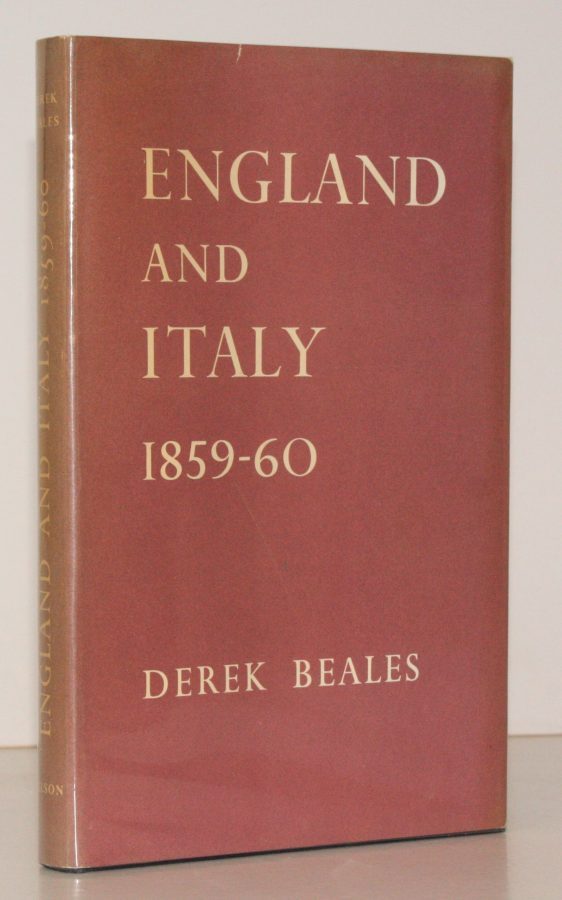 ENGLAND
AND
ITALY
1859-60
DEREK BEALES
ENGLAND AND ITALY 1859-60